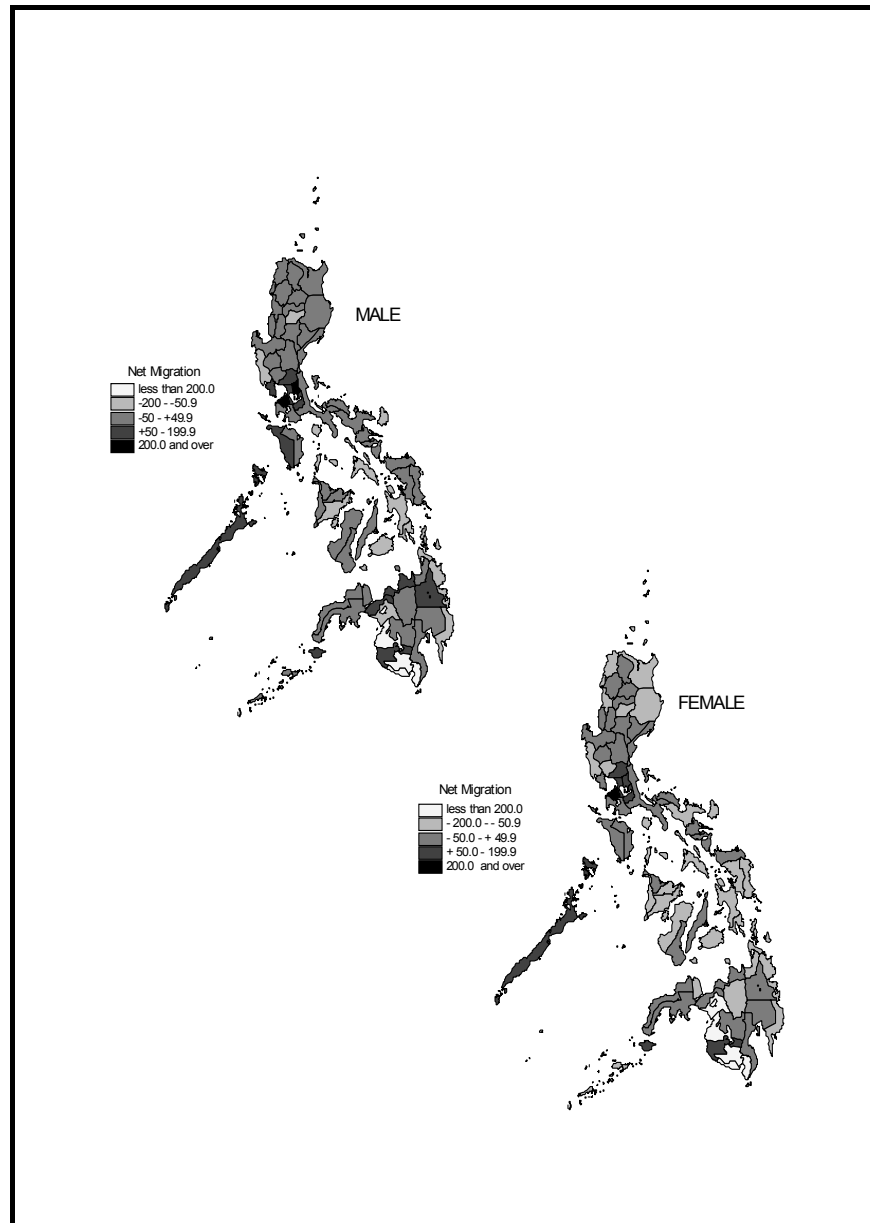 MALE
Net Migration
less than 200.0
-200 - -50.9
-50 - +49.9
+50 - 199.9
200.0 and over
FEMALE
Net Migration
less than 200.0
- 200.0 - - 50.9
- 50.0 - + 49.9
+ 50.0 - 199.9
200.0 and over